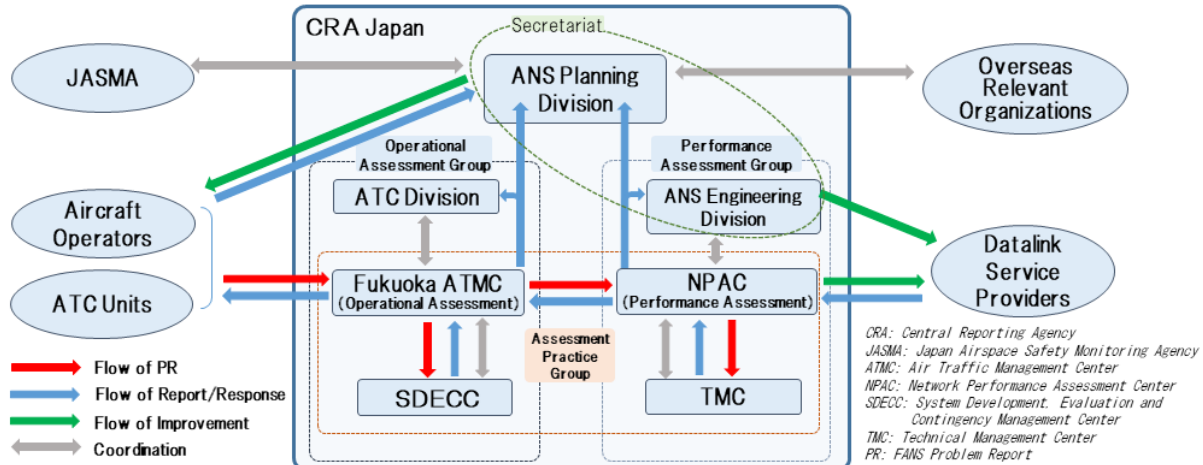 CRA Japan
Secretariat
JASMA
ANS Planning
Division
Overseas
Relevant
Organizations
Operational
Assessment Group
Performance
Assessment Group
ATC Division
ANS Engineering
Division
Aircraft
Operators
ATC Units
Fukuoka ATMC
(Operational Assessment)
NPAC
(Performance Assessment)
Datalink
Service
Providers
Assessment
Practice
Group
SDECC
TMC
Flow of PR
Flow of Report/Response
Flow of Improvement
Coordination
CRA: Central Reporting Agency
JASMA: Japan Airspace Safety Monitoring Agency
ATMC: Air Traffic Management Center
NPAC: Network Performance Assessment Center
SDECC: System Development, Evaluation and
Contingency Management Center
TMC: Technical Management Center
PR: FANS Problem Report